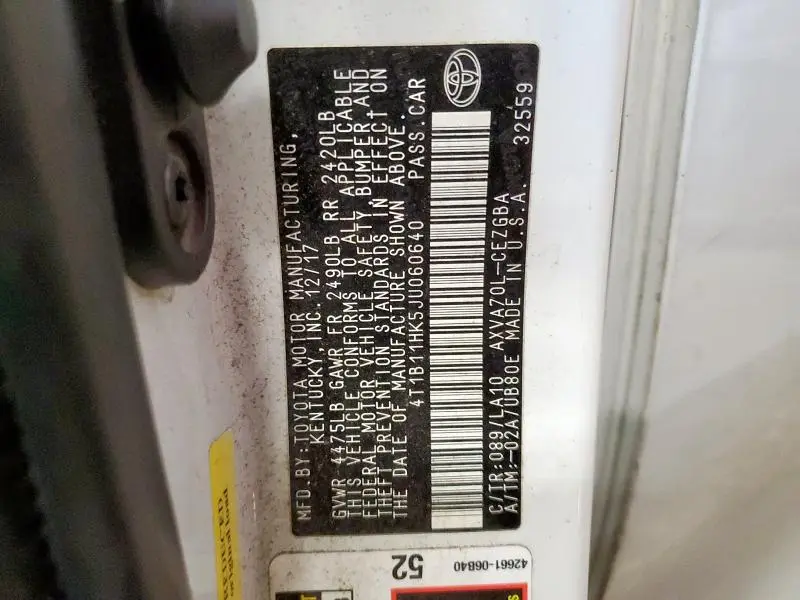 MFD.BY:TOYOTA MOTOR MANUFACTURING,
KENTUCKY, INC. 12/17
GVWR 4475LB GAWR FR 2490LB RR 2420LB
THIS VEHICLE CONFORMS TO ALL APPLICABLE
FEDERAL MOTOR VEHICLE SAFETY, BUMPER, AND
THEFT PREVENTION STANDARDS IN EFFECT ON
THE DATE OF MANUFACTURE SHOWN ABOVE.
4T1B11HK5JU060640 PASS.CAR
C/TR:089/LA10 AXVA70L-CEZGBA
A/TM:-02A/UB80E MADE IN U.S.A. 32559
original load.
52
42661-06B40